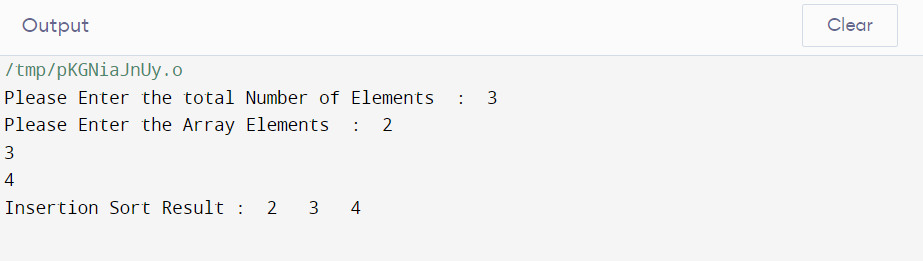 Output
Clear
/tmp/pKGNiaJnUy.o
Please Enter the total Number of Elements  :  3
Please Enter the Array Elements  :  2
3
4
Insertion Sort Result :  2   3   4